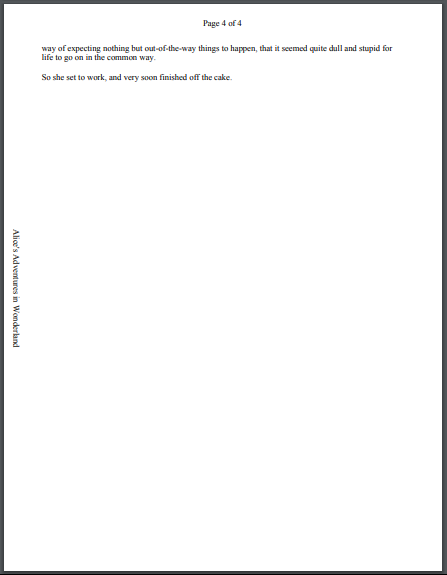 Page 4 of 4
way of expecting nothing but out-of-the-way things to happen, that it seemed quite dull and stupid for
life to go on in the common way.
So she set to work, and very soon finished off the cake.
Alice's Adventures in Wonderland